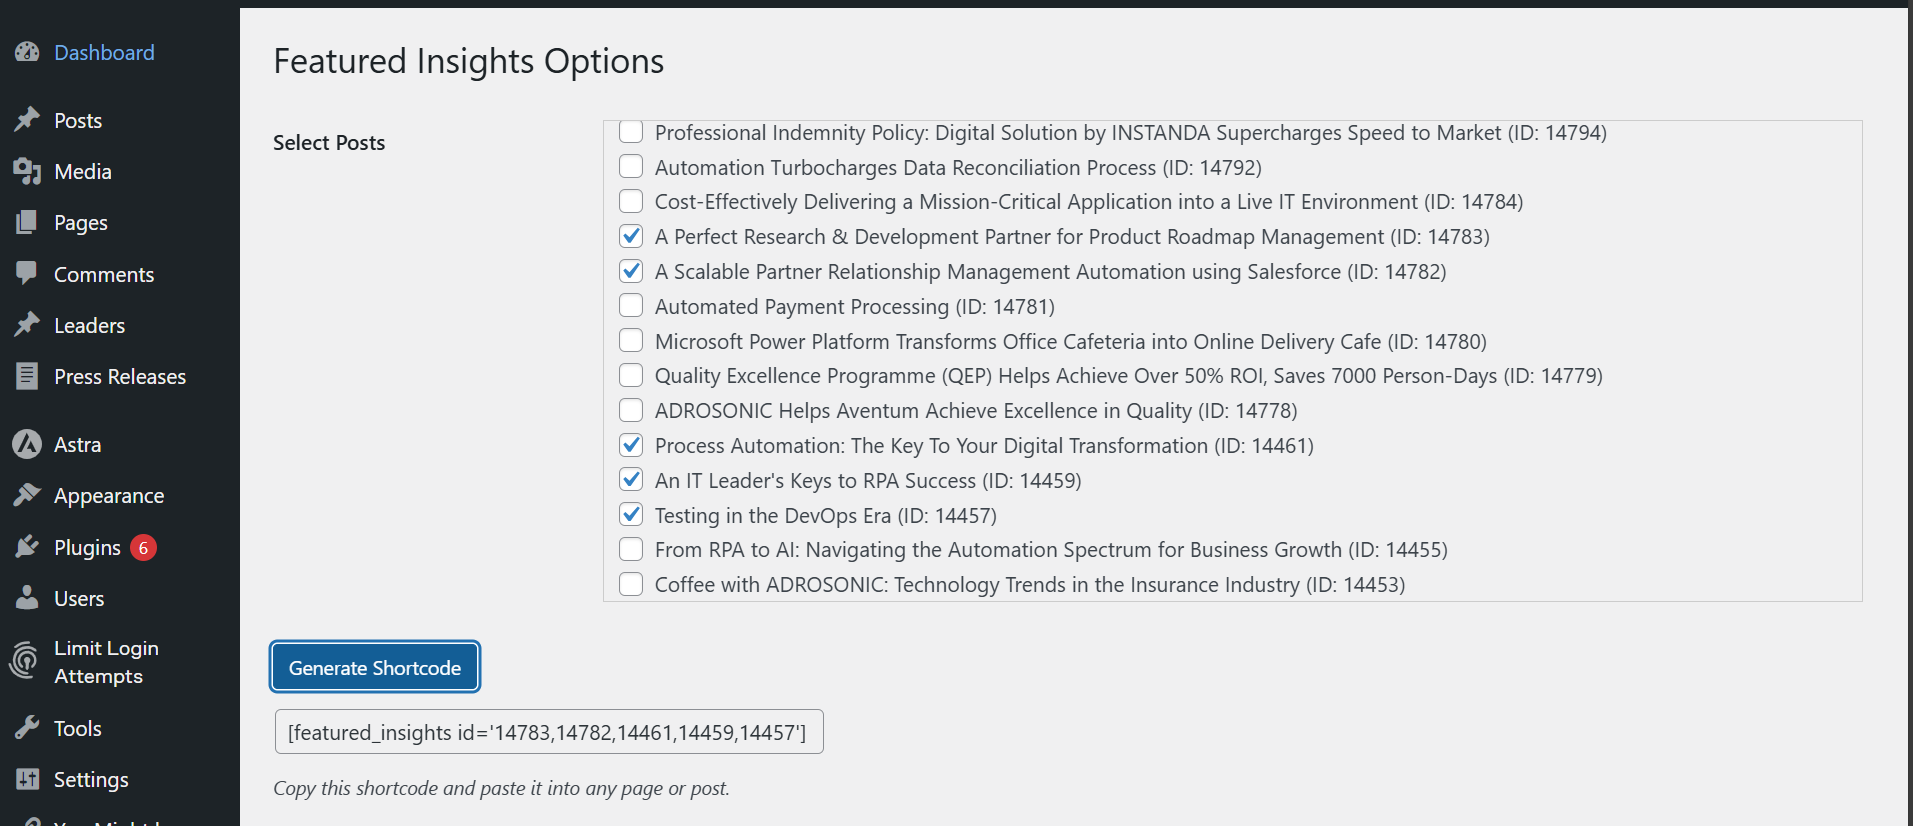 Dashboard
Posts
Media
Pages
Comments
Leaders
Press Releases
Astra
Appearance
Plugins 6
Users
Limit Login
Attempts
Tools
Settings
Featured Insights Options
Select Posts
Professional Indemnity Policy: Digital Solution by INSTANDA Supercharges Speed to Market (ID: 14794)
Automation Turbocharges Data Reconciliation Process (ID: 14792)
Cost-Effectively Delivering a Mission-Critical Application into a Live IT Environment (ID: 14784)
A Perfect Research & Development Partner for Product Roadmap Management (ID: 14783)
A Scalable Partner Relationship Management Automation using Salesforce (ID: 14782)
Automated Payment Processing (ID: 14781)
Microsoft Power Platform Transforms Office Cafeteria into Online Delivery Cafe (ID: 14780)
Quality Excellence Programme (QEP) Helps Achieve Over 50% ROI, Saves 7000 Person-Days (ID: 14779)
ADROSONIC Helps Aventum Achieve Excellence in Quality (ID: 14778)
Process Automation: The Key To Your Digital Transformation (ID: 14461)
An IT Leader's Keys to RPA Success (ID: 14459)
Testing in the DevOps Era (ID: 14457)
From RPA to AI: Navigating the Automation Spectrum for Business Growth (ID: 14455)
Coffee with ADROSONIC: Technology Trends in the Insurance Industry (ID: 14453)
Generate Shortcode
[featured_insights id='14783,14782,14461,14459,14457']
Copy this shortcode and paste it into any page or post.